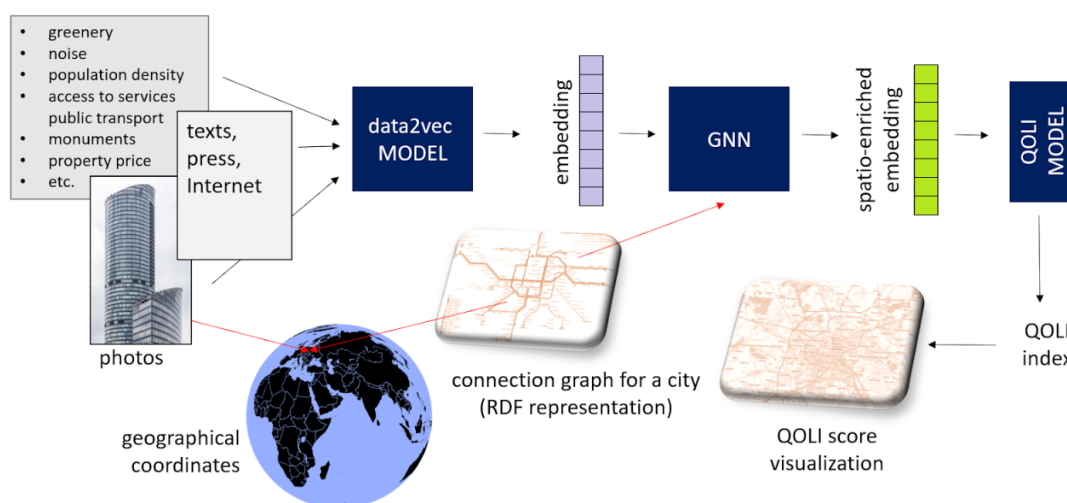 • greenery
• noise
• population density
• access to services
public transport
• monuments
• property price
• etc.
texts,
press,
Internet
photos
data2vec
MODEL
embedding
GNN
spatio-enriched
embedding
QOLI
MODEL
QOLI
index
geographical
coordinates
connection graph for a city
(RDF representation)
QOLI score
visualization